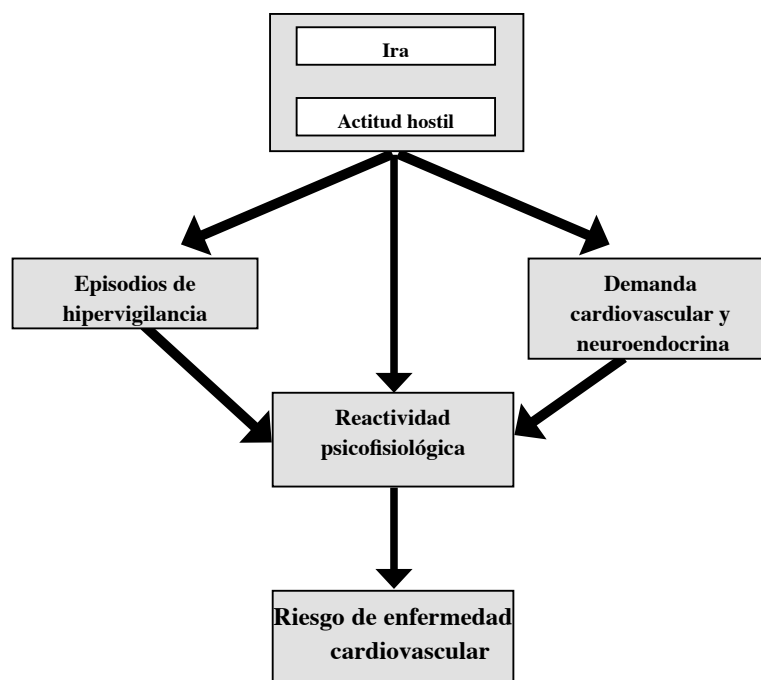 Ira
Actitud hostil
Episodios de
hipervigilancia
Demanda
cardiovascular y
neuroendocrina
Reactividad
psicofisiológica
Riesgo de enfermedad
cardiovascular